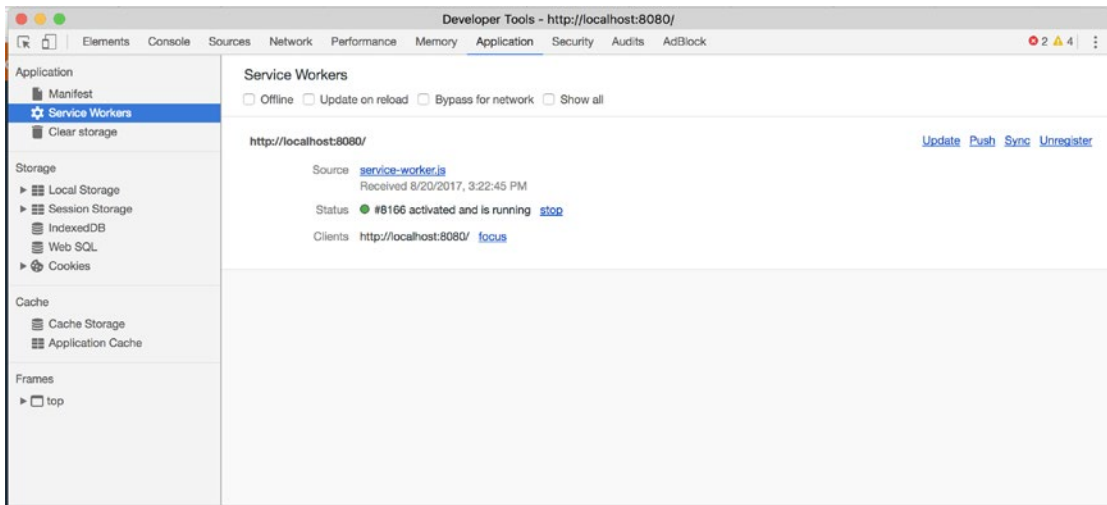 Developer Tools - http://localhost:8080/
Elements Console Sources Network Performance Memory Application Security Audits AdBlock 2 4
Application
Manifest
Service Workers
Clear storage
Storage
Local Storage
Session Storage
IndexedDB
Web SQL
Cookies
Cache
Cache Storage
Application Cache
Frames
top
Service Workers
Offline Update on reload Bypass for network Show all
http://localhost:8080/ Update Push Sync Unregister
Source service-worker.js
Received 8/20/2017, 3:22:45 PM
Status #8166 activated and is running stop
Clients http://localhost:8080/ focus